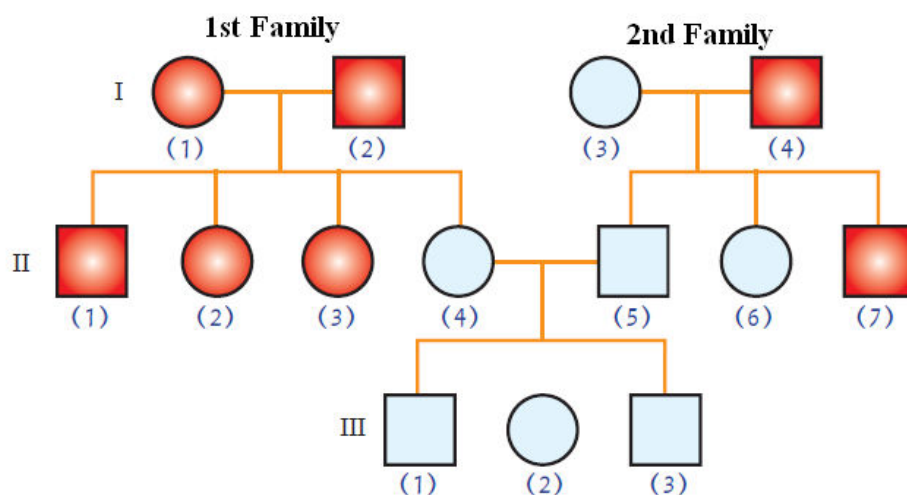 1st Family 2nd Family
I
(1) (2) (3) (4)
II
(1) (2) (3) (4) (5) (6) (7)
III
(1) (2) (3)